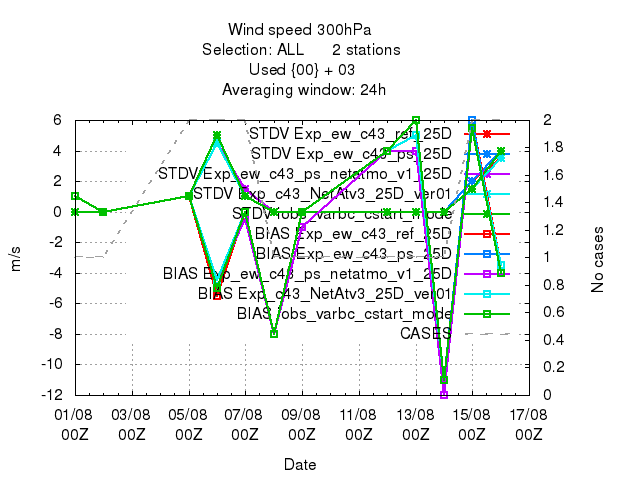 Wind speed 300hPa
Selection: ALL 2 stations
Used {00} + 03
Averaging window: 24h
6
4
2
0
-2
-4
-6
-8
-10
-12
m/s
2
1.8
1.6
1.4
1.2
1
0.8
0.6
0.4
0.2
0
No cases
STDV Exp_ew_c43_ref_25D
STDV Exp_ew_c43_ps_25D
STDV Exp_ew_c43_ps_netatmo_v1_25D
STDV Exp_c43_NetAtv3_25D_ver01
STDV iobs_varbc_cstart_mode
BIAS Exp_ew_c43_ref_25D
BIAS Exp_ew_c43_ps_25D
BIAS Exp_ew_c43_ps_netatmo_v1_25D
BIAS Exp_c43_NetAtv3_25D_ver01
BIAS iobs_varbc_cstart_mode
CASES
01/08 03/08 05/08 07/08 09/08 11/08 13/08 15/08 17/08
00Z 00Z 00Z 00Z 00Z 00Z 00Z 00Z 00Z
Date